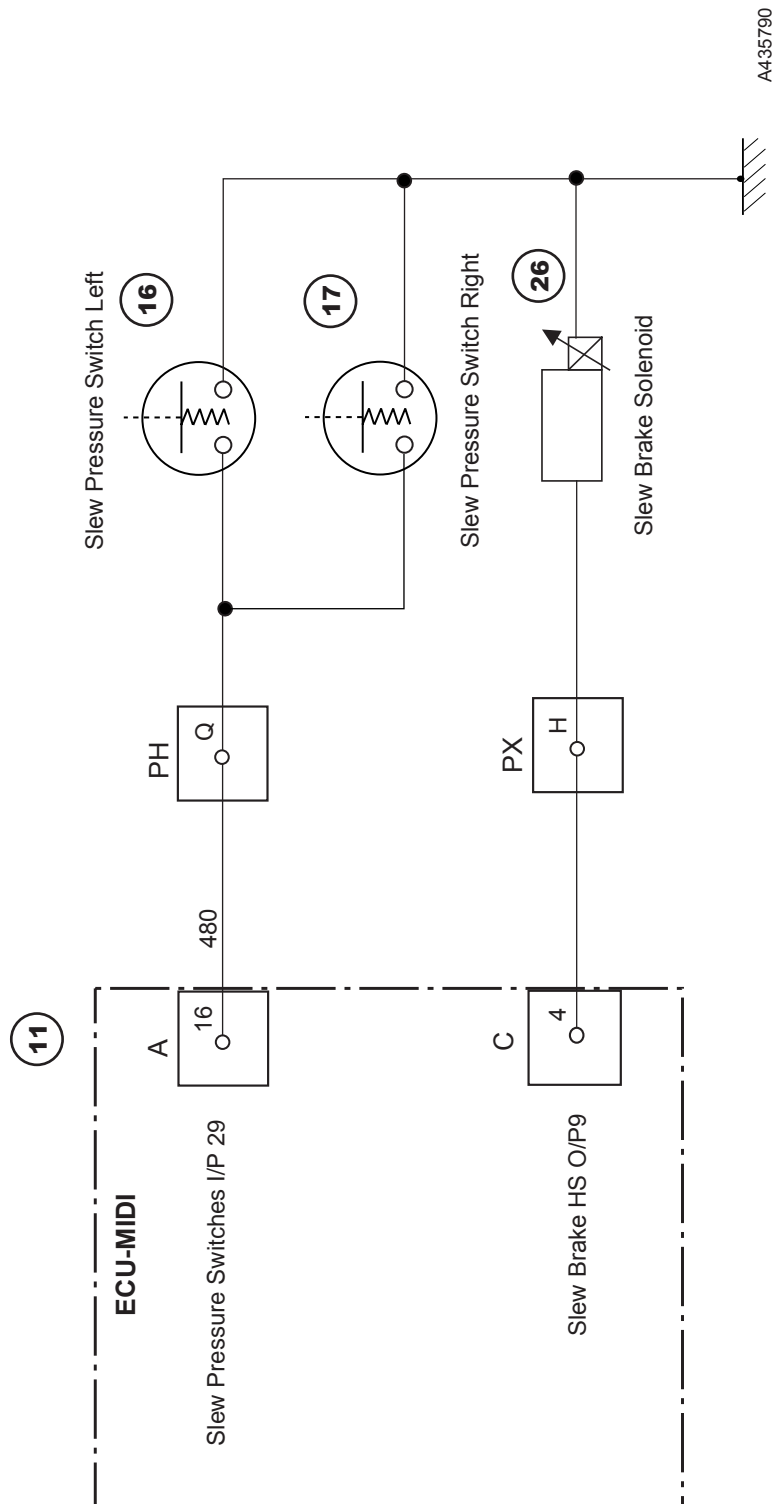 11
ECU-MIDI
Slew Pressure Switches I/P 29
A
16
480
PH
Q
Slew Pressure Switch Left
16
17
Slew Pressure Switch Right
Slew Brake HS O/P9
C
4
PX
H
26
Slew Brake Solenoid
A435790